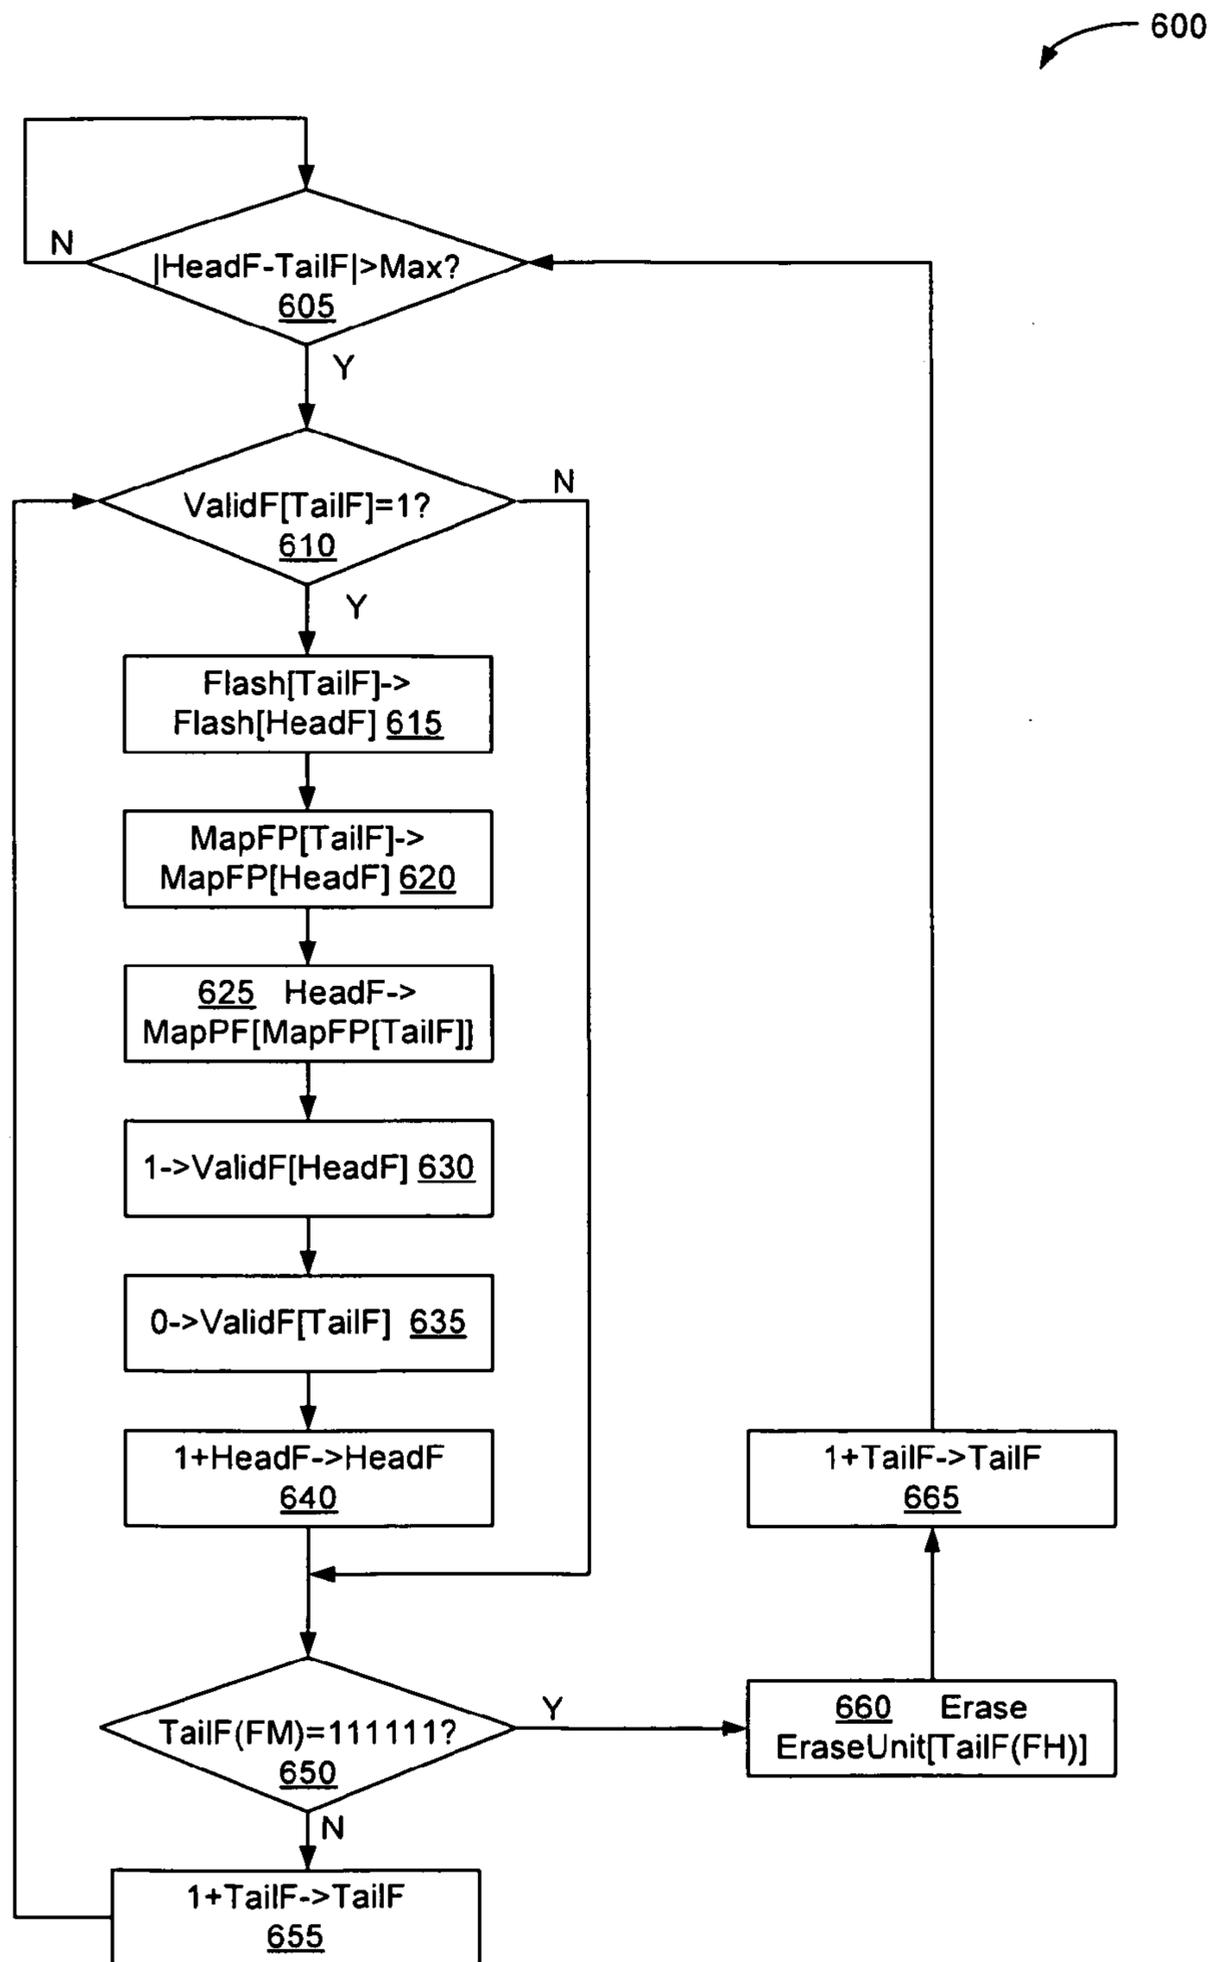 600
N
|HeadF-TailF|>Max?
605
Y
N
ValidF[TailF]=1?
610
Y
Flash[TailF]->
Flash[HeadF] 615
MapFP[TailF]->
MapFP[HeadF] 620
625 HeadF->
MapPF[MapFP[TailF]]
1->ValidF[HeadF] 630
0->ValidF[TailF] 635
1+HeadF->HeadF
640
1+TailF->TailF
665
TailF(FM)=111111?
650
Y
660 Erase
EraseUnit[TailF(FH)]
N
1+TailF->TailF
655